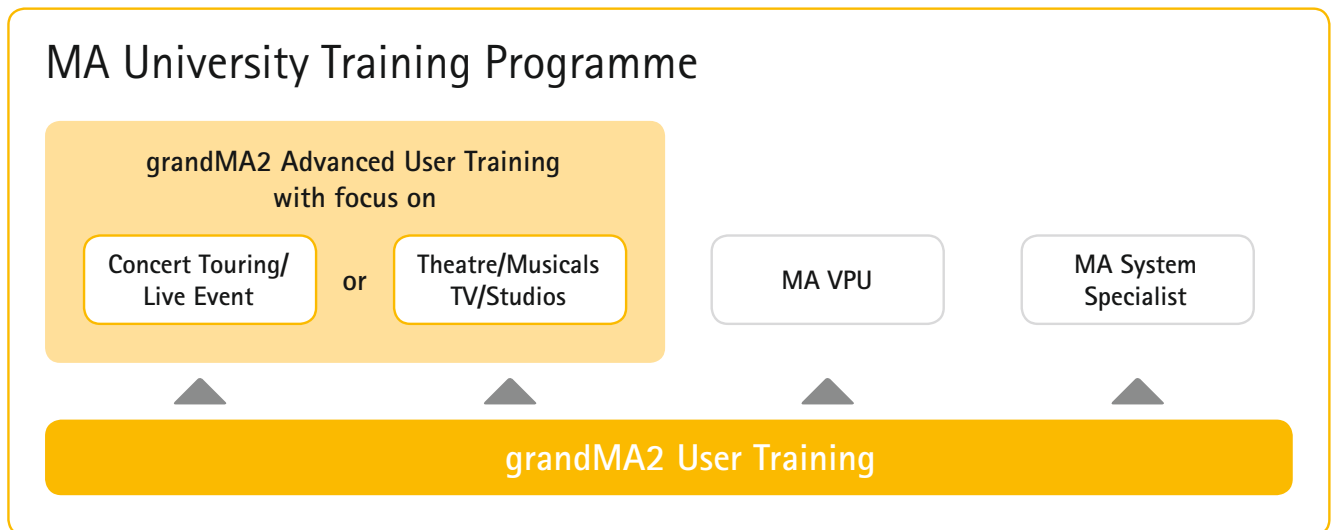 MA University Training Programme
grandMA2 Advanced User Training
with focus on
Concert Touring/
Live Event
or
Theatre/Musicals
TV/Studios
MA VPU
MA System
Specialist
grandMA2 User Training